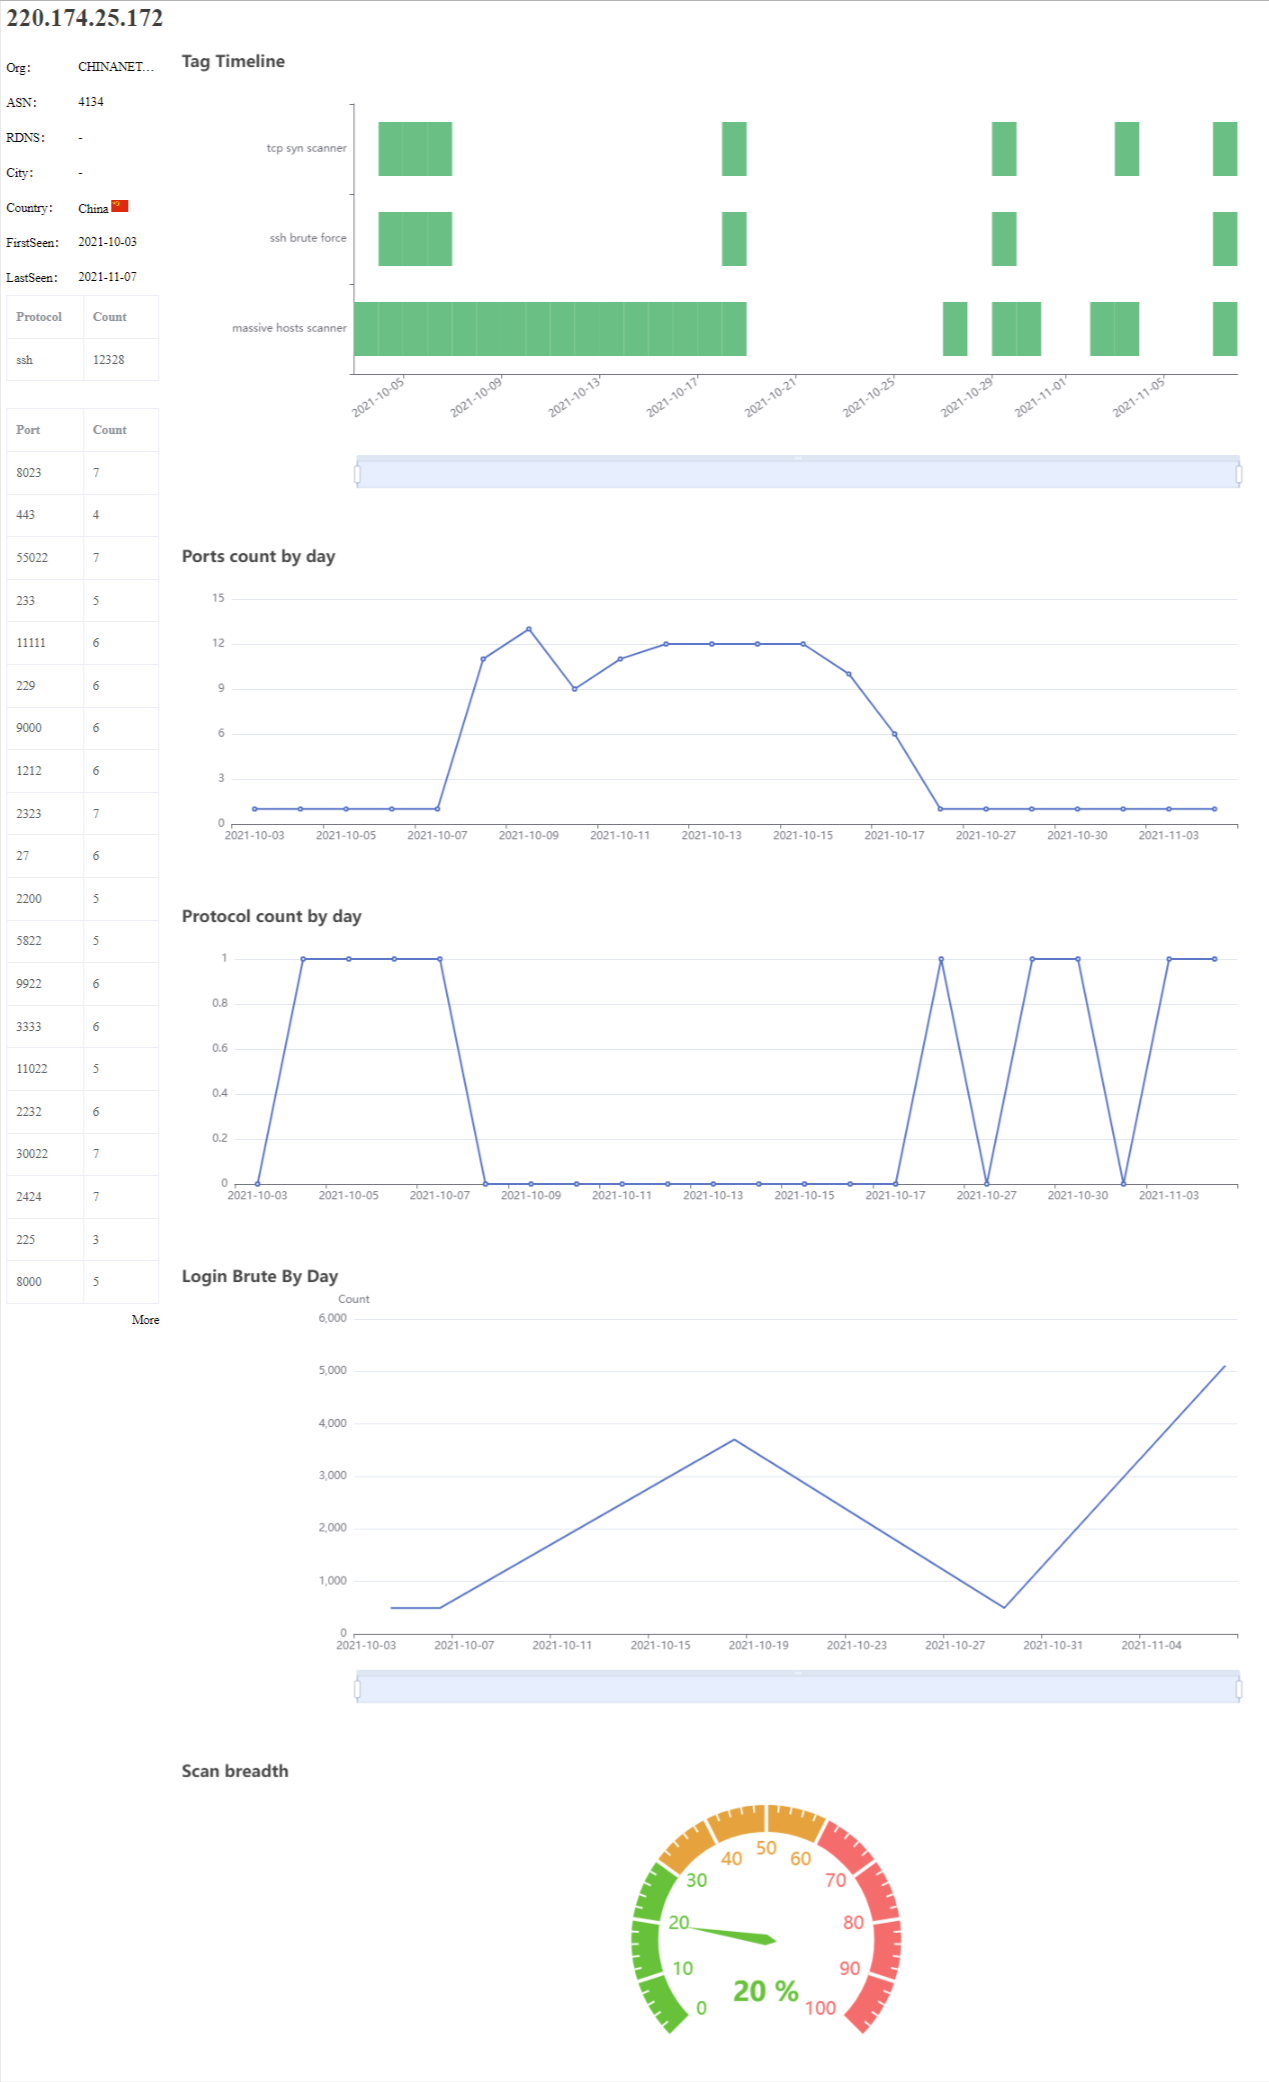 220.174.25.172
Org: CHINANET...
ASN: 4134
RDNS: -
City: -
Country: China
FirstSeen: 2021-10-03
LastSeen: 2021-11-07
Protocol Count
ssh 12328
Port Count
8023 7
443 4
55022 7
233 5
11111 6
229 6
9000 6
1212 6
2323 7
27 6
2200 5
5822 5
9922 6
3333 6
11022 5
2232 6
30022 7
2424 7
225 3
8000 5
More
Tag Timeline
tcp syn scanner
ssh brute force
massive hosts scanner
2021-10-05 2021-10-09 2021-10-13 2021-10-17 2021-10-21 2021-10-25 2021-10-29 2021-11-01 2021-11-05
Ports count by day
15
12
9
6
3
0
2021-10-03 2021-10-05 2021-10-07 2021-10-09 2021-10-11 2021-10-13 2021-10-15 2021-10-17 2021-10-27 2021-10-30 2021-11-03
Protocol count by day
1
0.8
0.6
0.4
0.2
0
2021-10-03 2021-10-05 2021-10-07 2021-10-09 2021-10-11 2021-10-13 2021-10-15 2021-10-17 2021-10-27 2021-10-30 2021-11-03
Login Brute By Day
Count
6,000
5,000
4,000
3,000
2,000
1,000
0
2021-10-03 2021-10-07 2021-10-11 2021-10-15 2021-10-19 2021-10-23 2021-10-27 2021-10-31 2021-11-04
Scan breadth
0 10 20 30 40 50 60 70 80 90 100
20 %